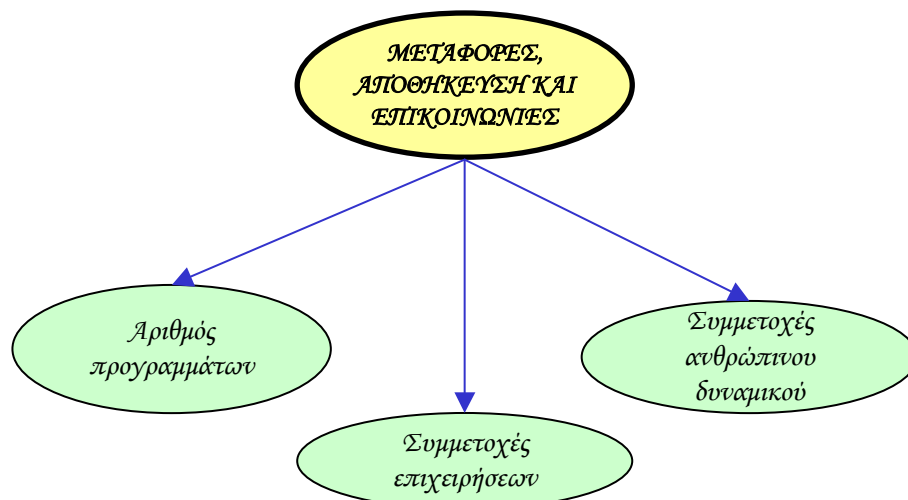 ΜΕΤΑΦΟΡΕΣ,
ΑΠΟΘΗΚΕΥΣΗ ΚΑΙ
ΕΠΙΚΟΙΝΩΝΙΕΣ
Αριθμός
προγραμμάτων
Συμμετοχές
ανθρώπινου
δυναμικού
Συμμετοχές
επιχειρήσεων